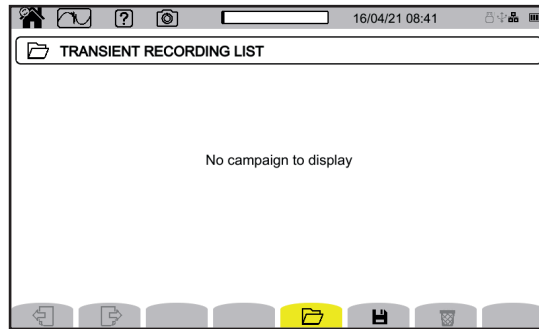 16/04/21 08:41
TRANSIENT RECORDING LIST
No campaign to display